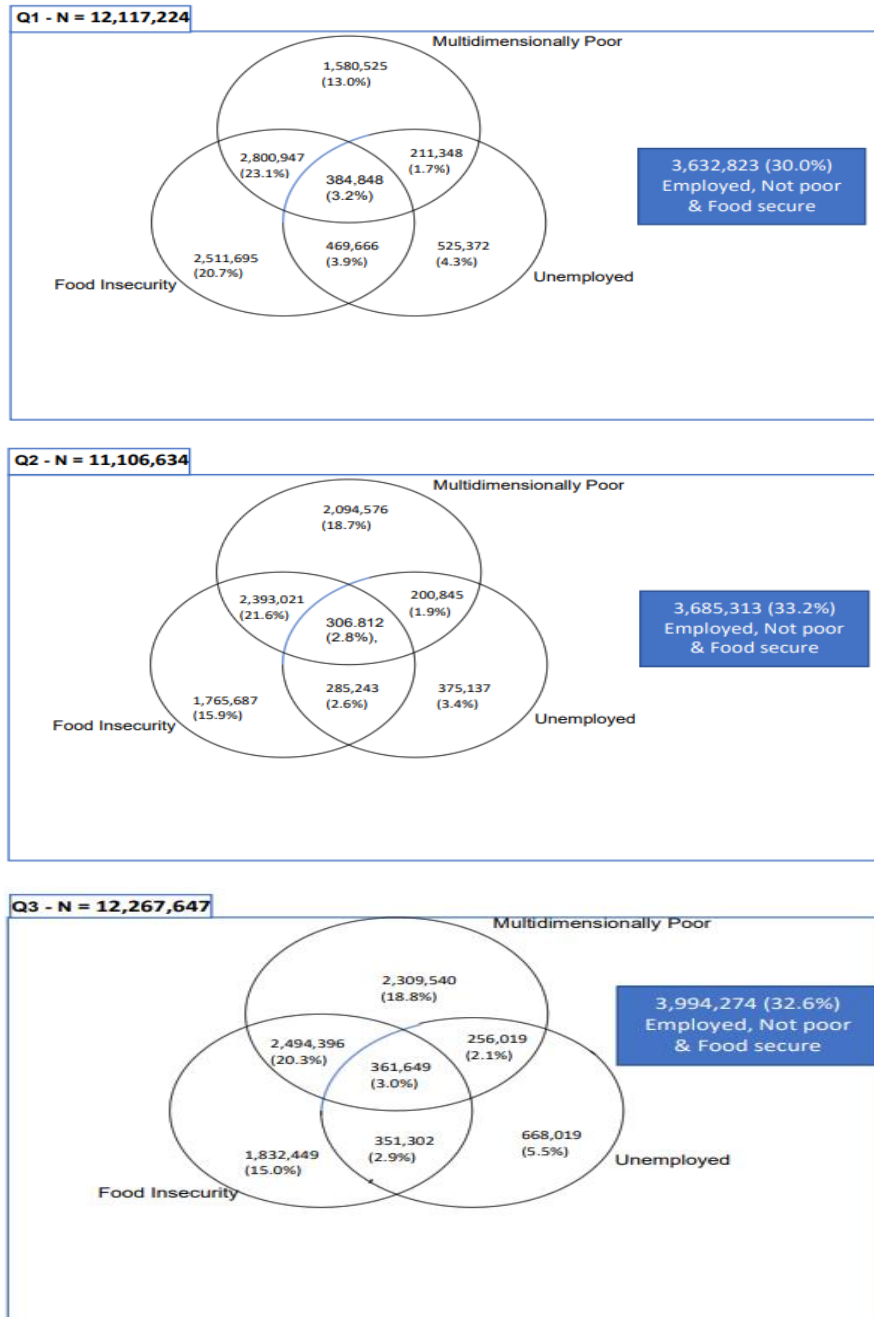 Q1 - N = 12,117,224
Multidimensionally Poor
1,580,525
(13.0%)
2,800,947
(23.1%)
211,348
(1.7%)
384,848
(3.2%)
3,632,823 (30.0%)
Employed, Not poor
& Food secure
2,511,695
(20.7%)
469,666
(3.9%)
525,372
(4.3%)
Food Insecurity
Unemployed
Q2 - N = 11,106,634
Multidimensionally Poor
2,094,576
(18.7%)
2,393,021
(21.6%)
200,845
(1.9%)
306.812
(2.8%),
3,685,313 (33.2%)
Employed, Not poor
& Food secure
1,765,687
(15.9%)
285,243
(2.6%)
375,137
(3.4%)
Food Insecurity
Unemployed
Q3 - N = 12,267,647
Multidimensionally Poor
2,309,540
(18.8%)
2,494,396
(20.3%)
256,019
(2.1%)
361,649
(3.0%)
3,994,274 (32.6%)
Employed, Not poor
& Food secure
1,832,449
(15.0%)
351,302
(2.9%)
668,019
(5.5%)
Food Insecurity
Unemployed